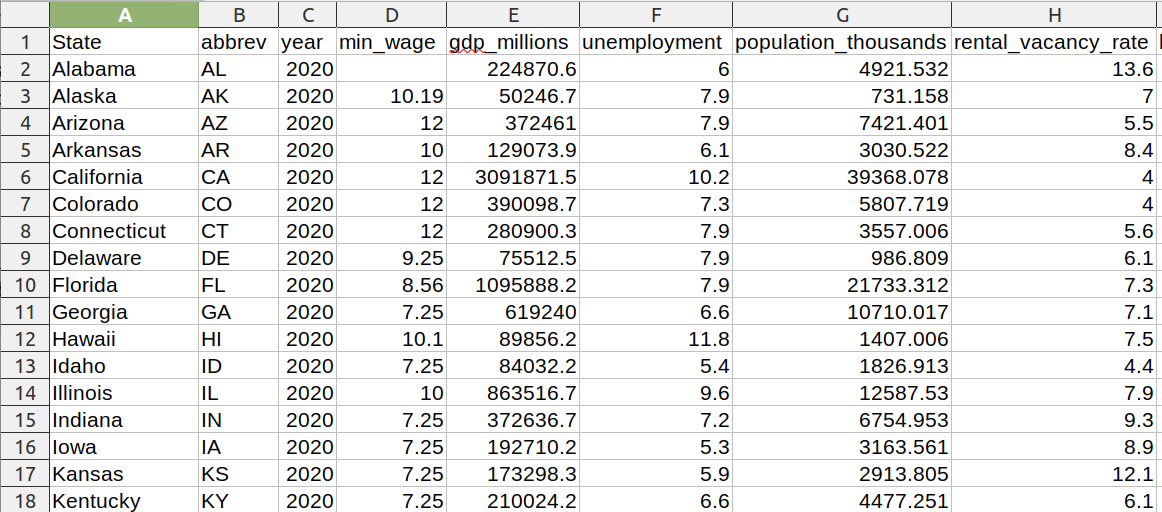 A B C D E F G H
1 State abbrev year min_wage gdp_millions unemployment population_thousands rental_vacancy_rate
2 Alabama AL 2020 224870.6 6 4921.532 13.6
3 Alaska AK 2020 10.19 50246.7 7.9 731.158 7
4 Arizona AZ 2020 12 372461 7.9 7421.401 5.5
5 Arkansas AR 2020 10 129073.9 6.1 3030.522 8.4
6 California CA 2020 12 3091871.5 10.2 39368.078 4
7 Colorado CO 2020 12 390098.7 7.3 5807.719 4
8 Connecticut CT 2020 12 280900.3 7.9 3557.006 5.6
9 Delaware DE 2020 9.25 75512.5 7.9 986.809 6.1
10 Florida FL 2020 8.56 1095888.2 7.9 21733.312 7.3
11 Georgia GA 2020 7.25 619240 6.6 10710.017 7.1
12 Hawaii HI 2020 10.1 89856.2 11.8 1407.006 7.5
13 Idaho ID 2020 7.25 84032.2 5.4 1826.913 4.4
14 Illinois IL 2020 10 863516.7 9.6 12587.53 7.9
15 Indiana IN 2020 7.25 372636.7 7.2 6754.953 9.3
16 Iowa IA 2020 7.25 192710.2 5.3 3163.561 8.9
17 Kansas KS 2020 7.25 173298.3 5.9 2913.805 12.1
18 Kentucky KY 2020 7.25 210024.2 6.6 4477.251 6.1